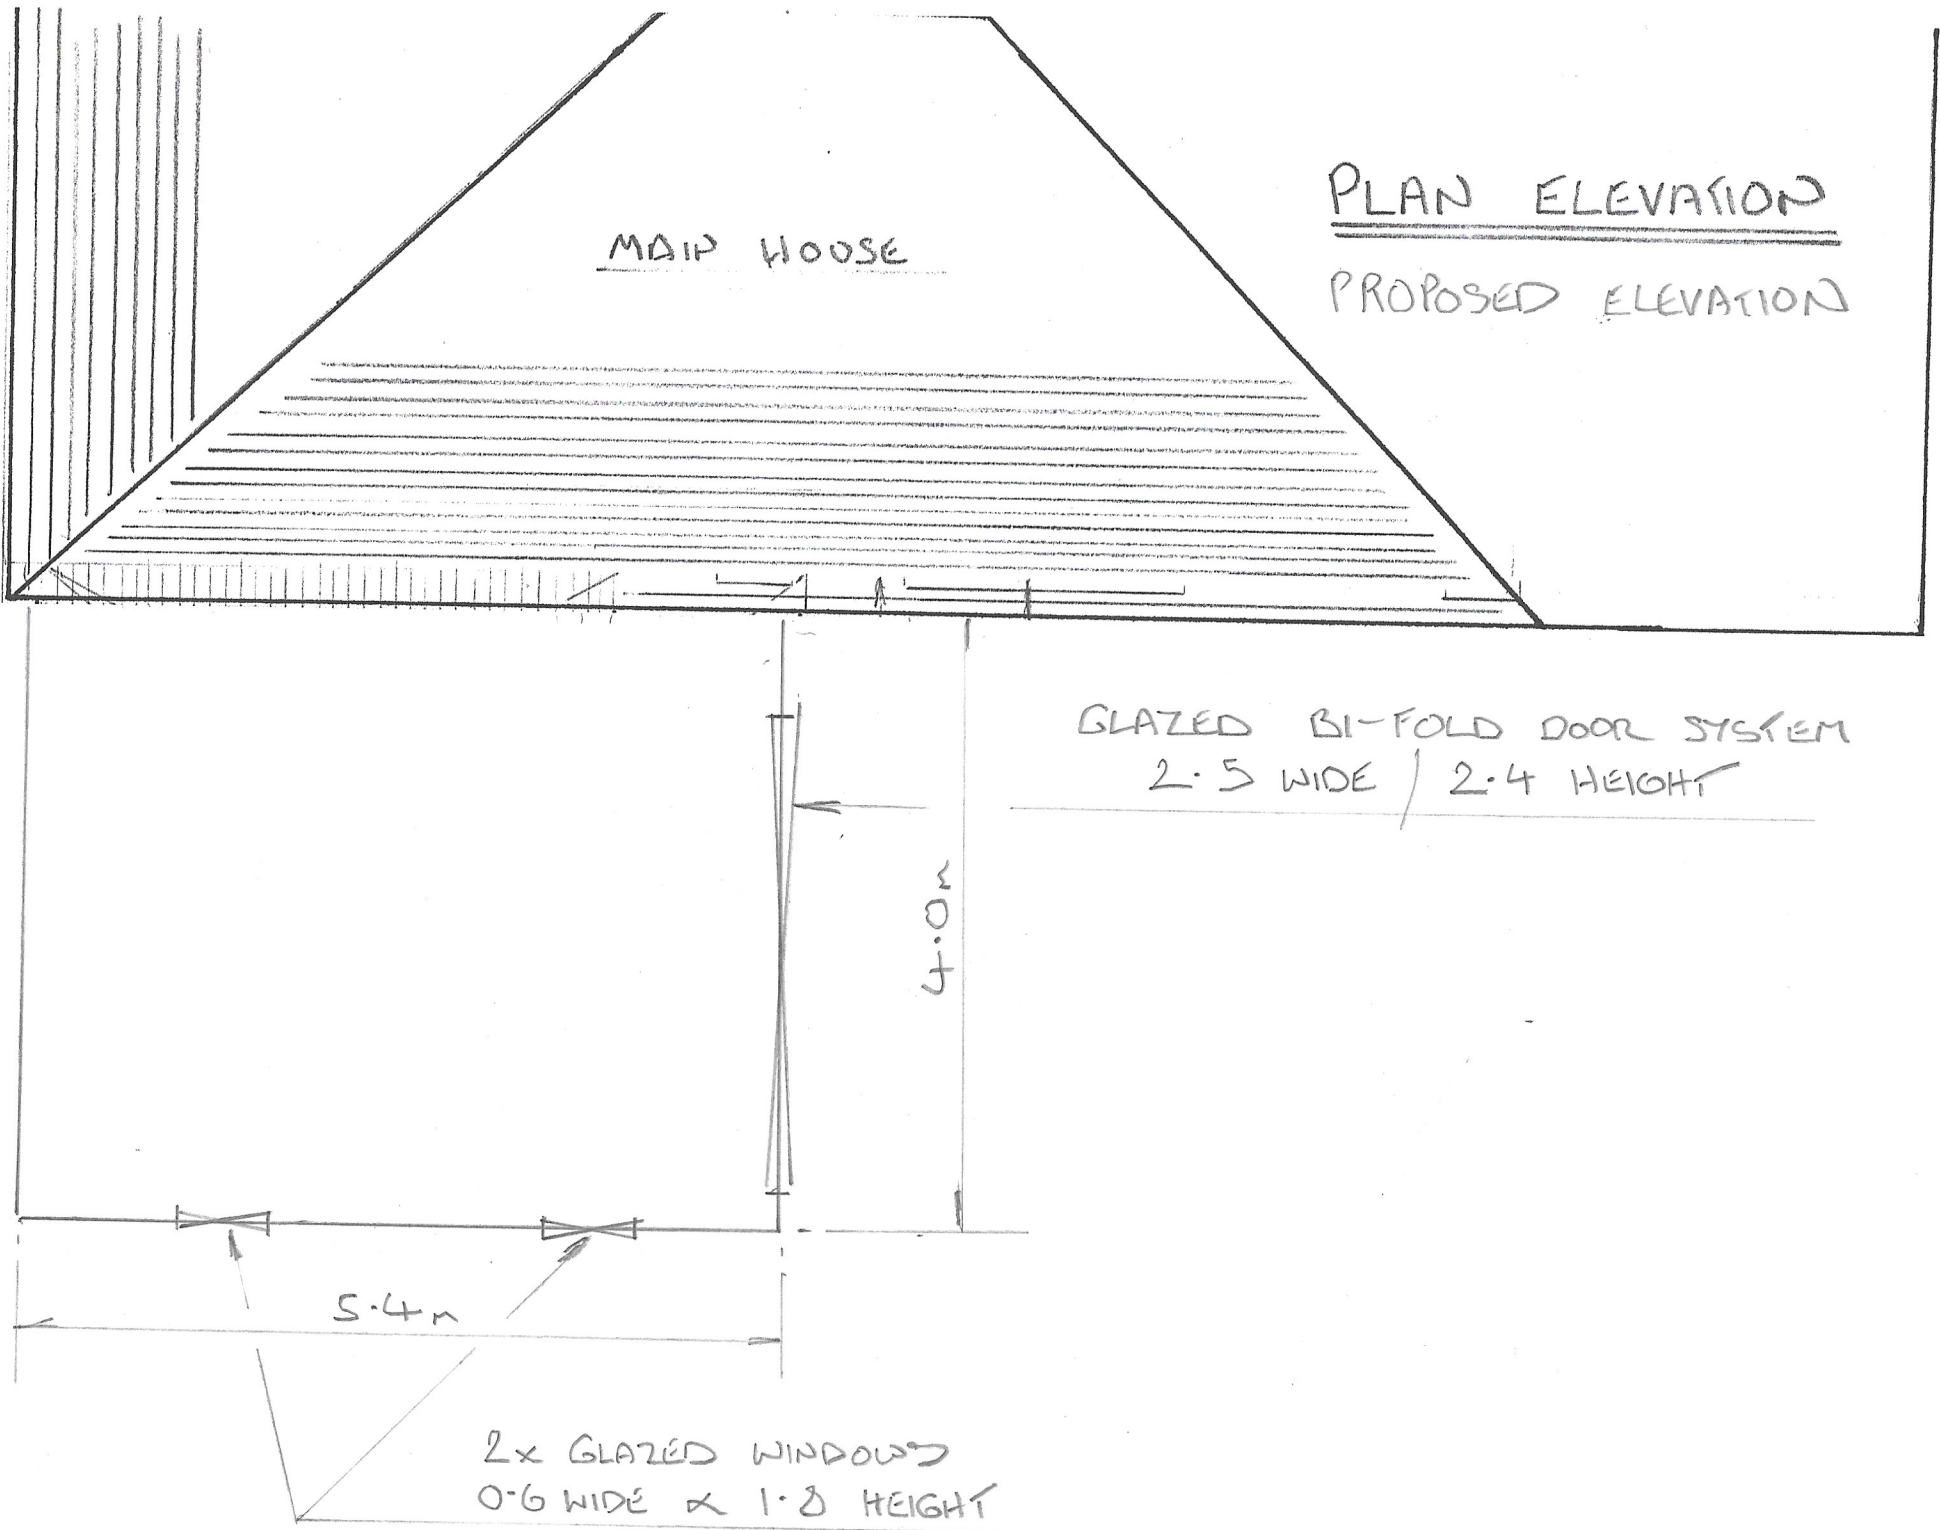 PLAN ELEVATION
PROPOSED ELEVATION
MAIN HOUSE
GLAZED BI-FOLD DOOR SYSTEM
2.5 WIDE / 2.4 HEIGHT
4.0m
5.4m
2x GLAZED WINDOWS
0.6 WIDE x 1.8 HEIGHT